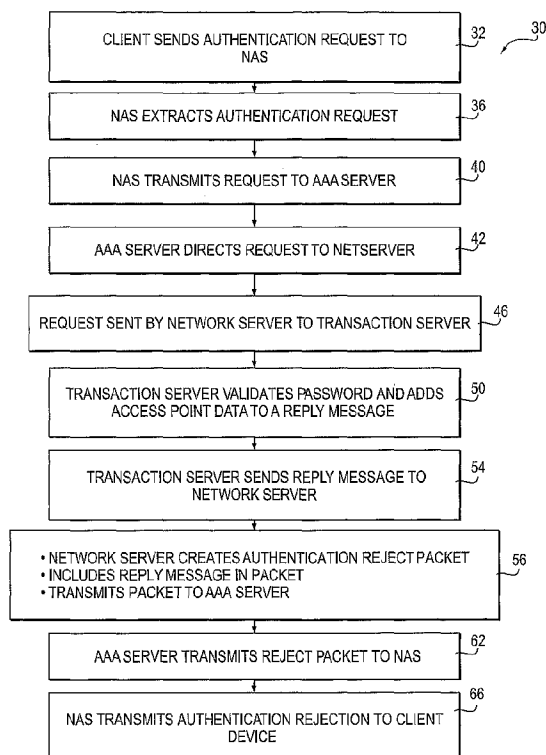 CLIENT SENDS AUTHENTICATION REQUEST TO
NAS
32
30
NAS EXTRACTS AUTHENTICATION REQUEST
36
NAS TRANSMITS REQUEST TO AAA SERVER
40
AAA SERVER DIRECTS REQUEST TO NETSERVER
42
REQUEST SENT BY NETWORK SERVER TO TRANSACTION SERVER
46
TRANSACTION SERVER VALIDATES PASSWORD AND ADDS
ACCESS POINT DATA TO A REPLY MESSAGE
50
TRANSACTION SERVER SENDS REPLY MESSAGE TO
NETWORK SERVER
54
• NETWORK SERVER CREATES AUTHENTICATION REJECT PACKET
• INCLUDES REPLY MESSAGE IN PACKET
• TRANSMITS PACKET TO AAA SERVER
56
AAA SERVER TRANSMITS REJECT PACKET TO NAS
62
NAS TRANSMITS AUTHENTICATION REJECTION TO CLIENT
DEVICE
66